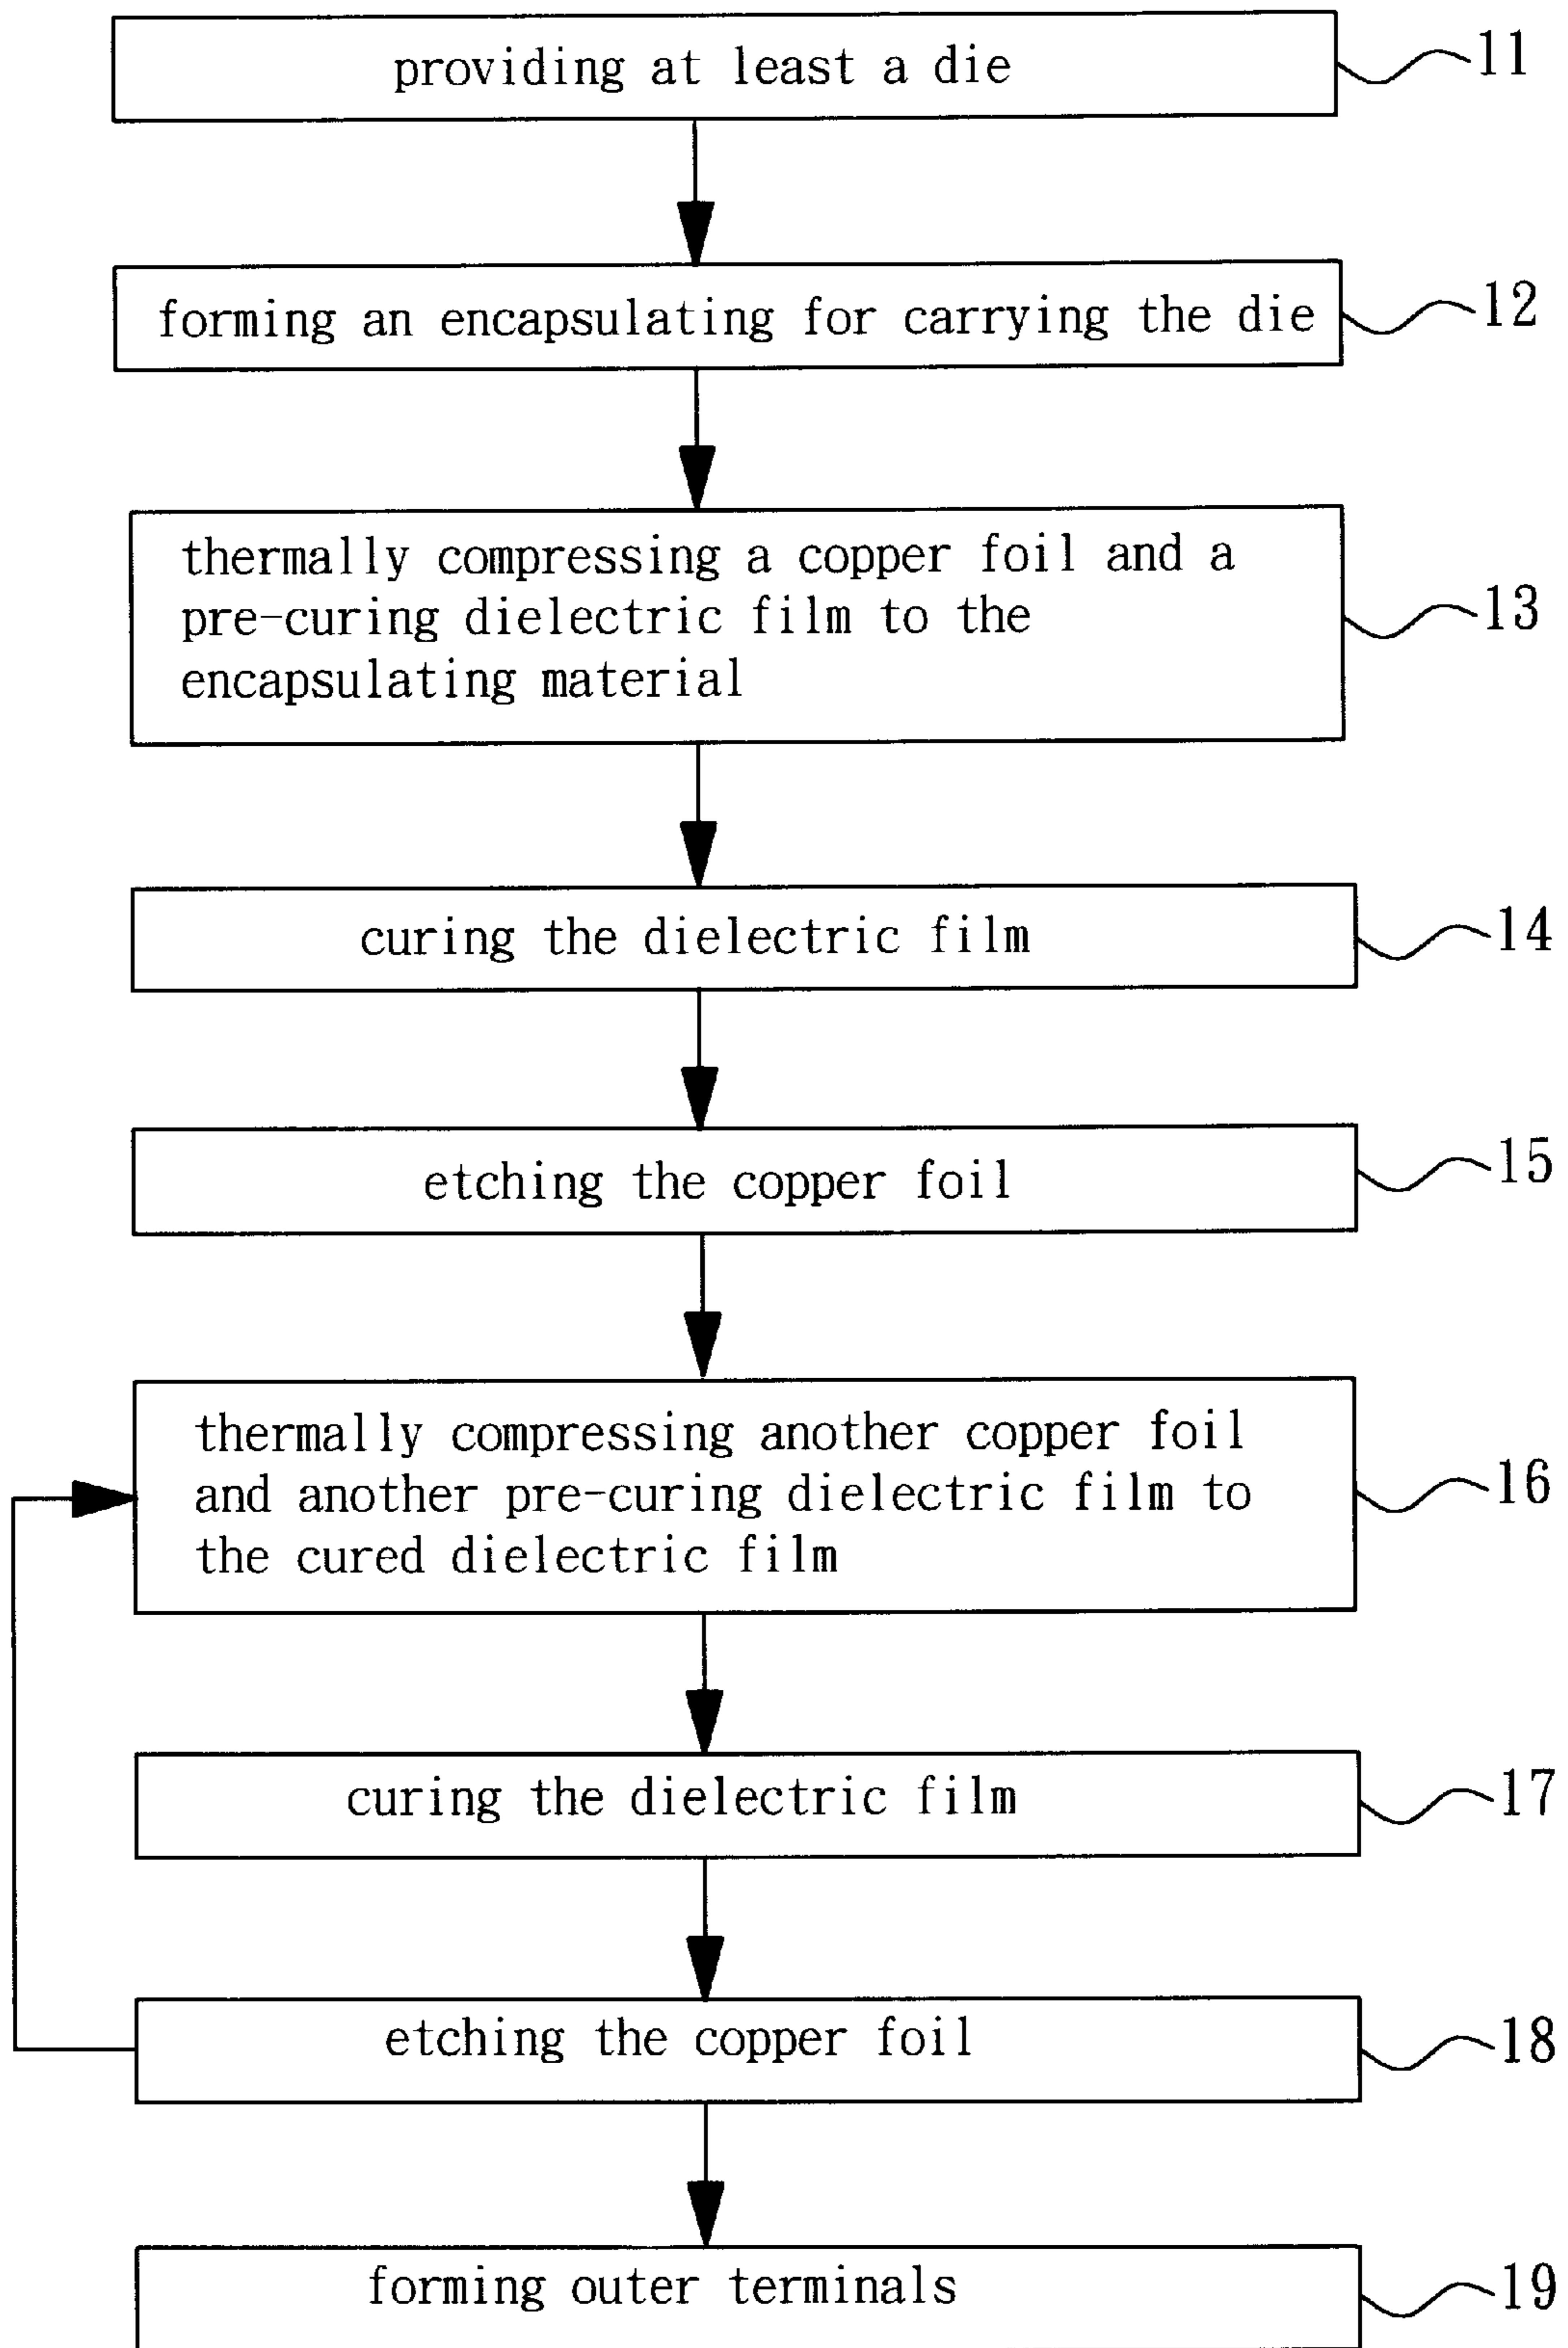 providing at least a die
11
forming an encapsulating for carrying the die
12
thermally compressing a copper foil and a
pre-curing dielectric film to the
encapsulating material
13
curing the dielectric film
14
etching the copper foil
15
thermally compressing another copper foil
and another pre-curing dielectric film to
the cured dielectric film
16
curing the dielectric film
17
etching the copper foil
18
forming outer terminals
19